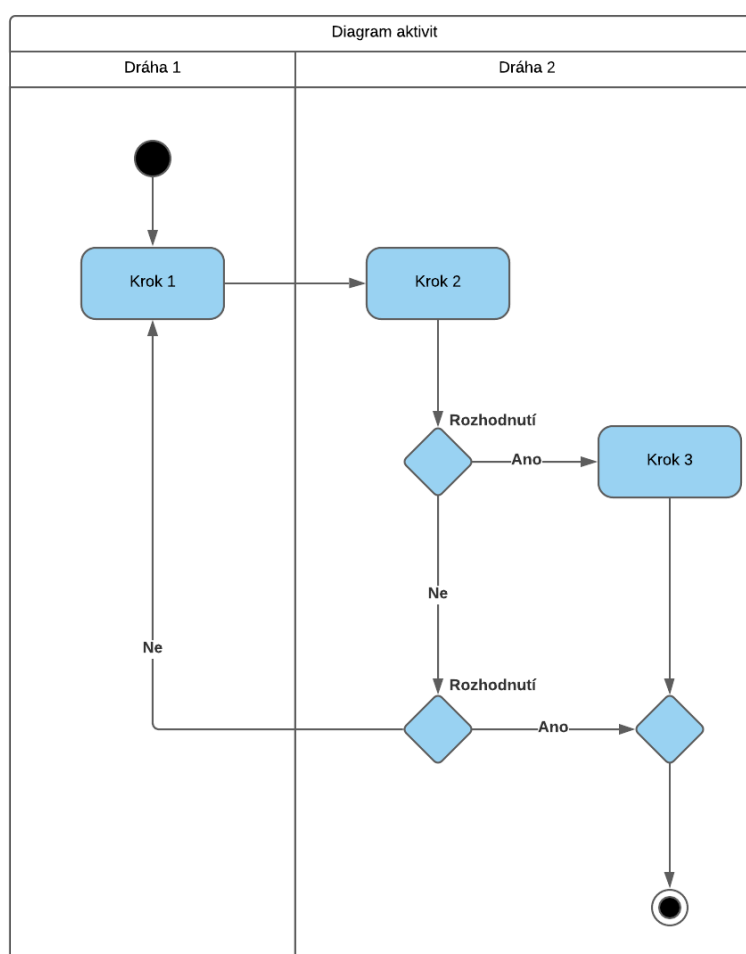 Diagram aktivit
Dráha 1
Dráha 2
Krok 1
Krok 2
Rozhodnutí
Ano
Krok 3
Ne
Ne
Rozhodnutí
Ano